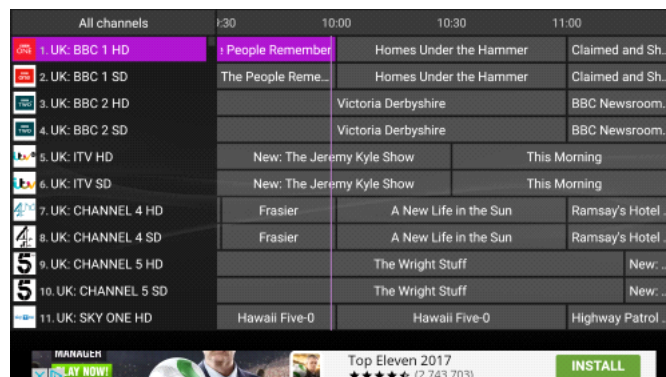 All channels :30 10:00 10:30 11:00
1. UK: BBC 1 HD People Remember Homes Under the Hammer Claimed and Sh..
2. UK: BBC 1 SD The People Reme... Homes Under the Hammer Claimed and Sh..
3. UK: BBC 2 HD Victoria Derbyshire BBC Newsroom..
4. UK: BBC 2 SD Victoria Derbyshire BBC Newsroom..
5. UK: ITV HD New: The Jeremy Kyle Show This Morning
6. UK: ITV SD New: The Jeremy Kyle Show This Morning
7. UK: CHANNEL 4 HD Frasier A New Life in the Sun Ramsay's Hotel ..
8. UK: CHANNEL 4 SD Frasier A New Life in the Sun Ramsay's Hotel ..
9. UK: CHANNEL 5 HD The Wright Stuff New: ..
10. UK: CHANNEL 5 SD The Wright Stuff New: ..
11. UK: SKY ONE HD Hawaii Five-0 Hawaii Five-0 Highway Patrol ..
MANAGER
PLAY NOW!
Top Eleven 2017
(2,743,703)
INSTALL